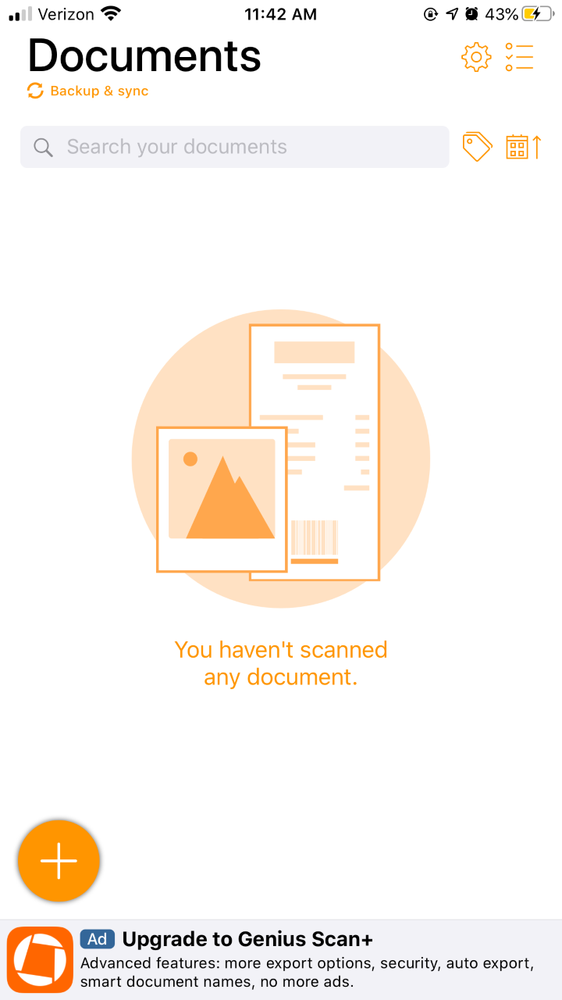 Verizon 11:42 AM 43%
Documents
Backup & sync
Search your documents
You haven't scanned
any document.
Ad Upgrade to Genius Scan+
Advanced features: more export options, security, auto export,
smart document names, no more ads.